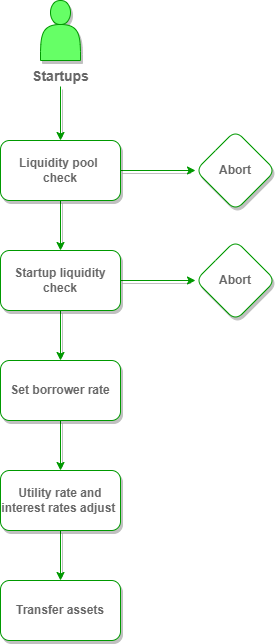 Startups
Liquidity pool
check
Abort
Startup liquidity
check
Abort
Set borrower rate
Utility rate and
interest rates adjust
Transfer assets